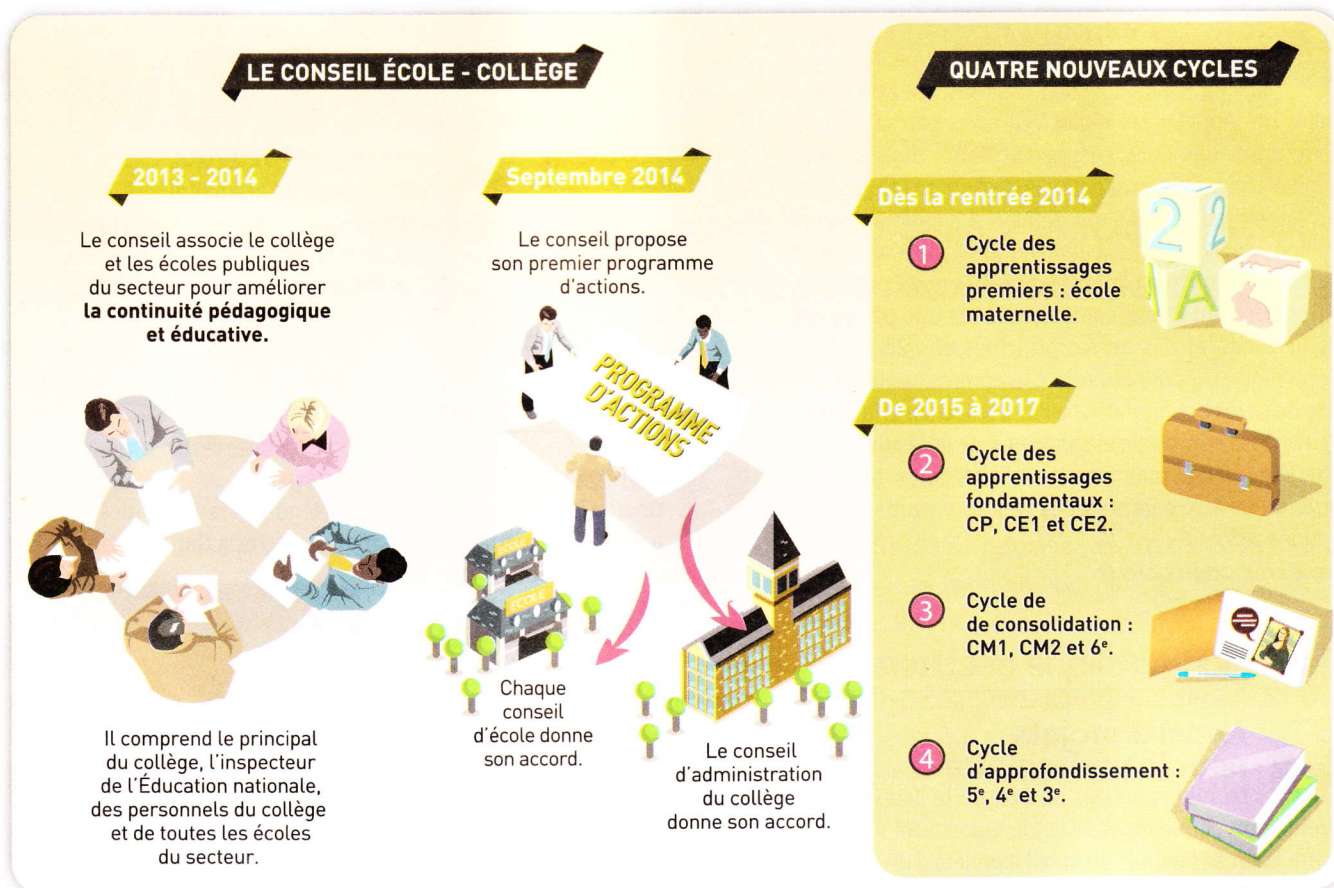 LE CONSEIL ÉCOLE - COLLÈGE
2013 - 2014
Le conseil associe le collège
et les écoles publiques
du secteur pour améliorer
la continuité pédagogique
et éducative.
Il comprend le principal
du collège, l'inspecteur
de l'Éducation nationale,
des personnels du collège
et de toutes les écoles
du secteur.
Septembre 2014
Le conseil propose
son premier programme
d'actions.
PROGRAMME
D'ACTIONS
ÉCOLE
ÉCOLE
Chaque
conseil
d'école donne
son accord.
Le conseil
d'administration
du collège
donne son accord.
QUATRE NOUVEAUX CYCLES
Dès la rentrée 2014
1
Cycle des
apprentissages
premiers : école
maternelle.
2 2
A
De 2015 à 2017
2
Cycle des
apprentissages
fondamentaux :
CP, CE1 et CE2.
3
Cycle de
de consolidation :
CM1, CM2 et 6e.
4
Cycle
d'approfondissement :
5e, 4e et 3e.